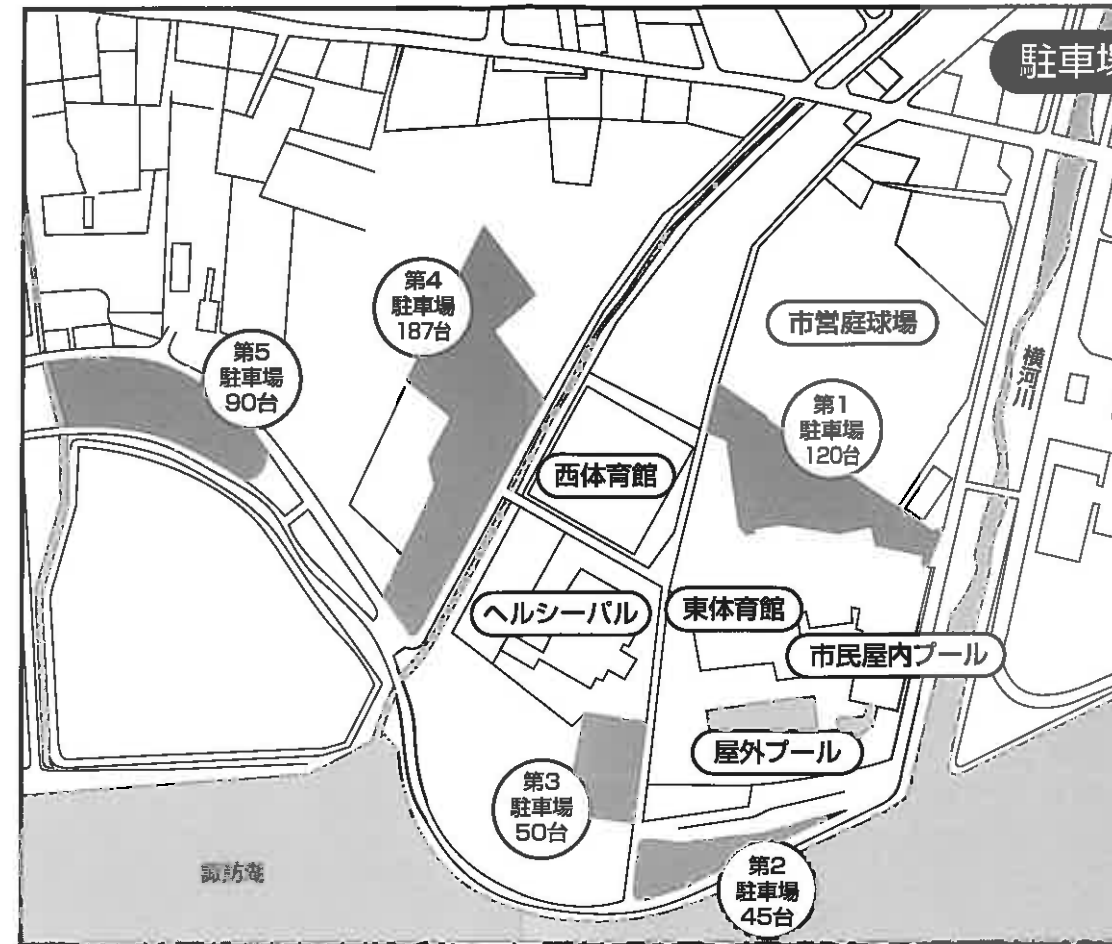 駐車場
第4
駐車場
187台
市営庭球場
第5
駐車場
90台
横河川
第1
駐車場
120台
西体育館
ヘルシーパル
東体育館
市民屋内プール
屋外プール
第3
駐車場
50台
諏訪湖
第2
駐車場
45台